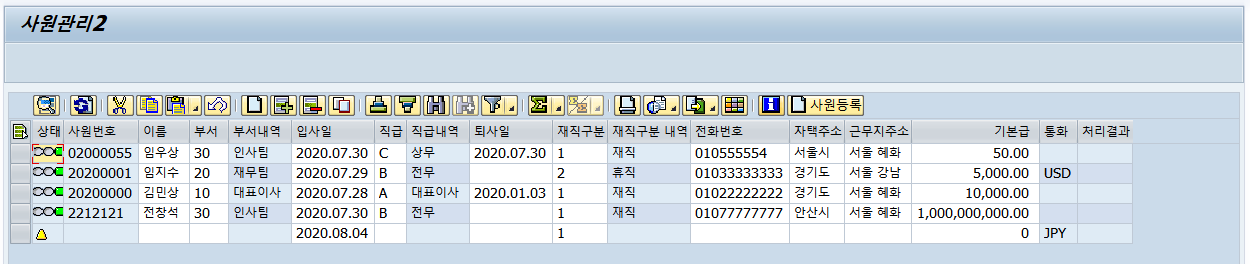 사원관리2
사원등록
상태 사원번호 이름 부서 부서내역 입사일 직급 직급내역 퇴사일 재직구분 재직구분 내역 전화번호 자택주소 근무지주소 기본급 통화 처리결과
02000055 임우상 30 인사팀 2020.07.30 C 상무 2020.07.30 1 재직 010555554 서울시 서울 혜화 50.00
20200001 임지수 20 재무팀 2020.07.29 B 전무 2 휴직 01033333333 경기도 서울 강남 5,000.00 USD
20200000 김민상 10 대표이사 2020.07.28 A 대표이사 2020.01.03 1 재직 01022222222 경기도 서울 혜화 10,000.00
2212121 전창석 30 인사팀 2020.07.30 B 전무 1 재직 01077777777 안산시 서울 혜화 1,000,000,000.00
2020.08.04 1 0 JPY